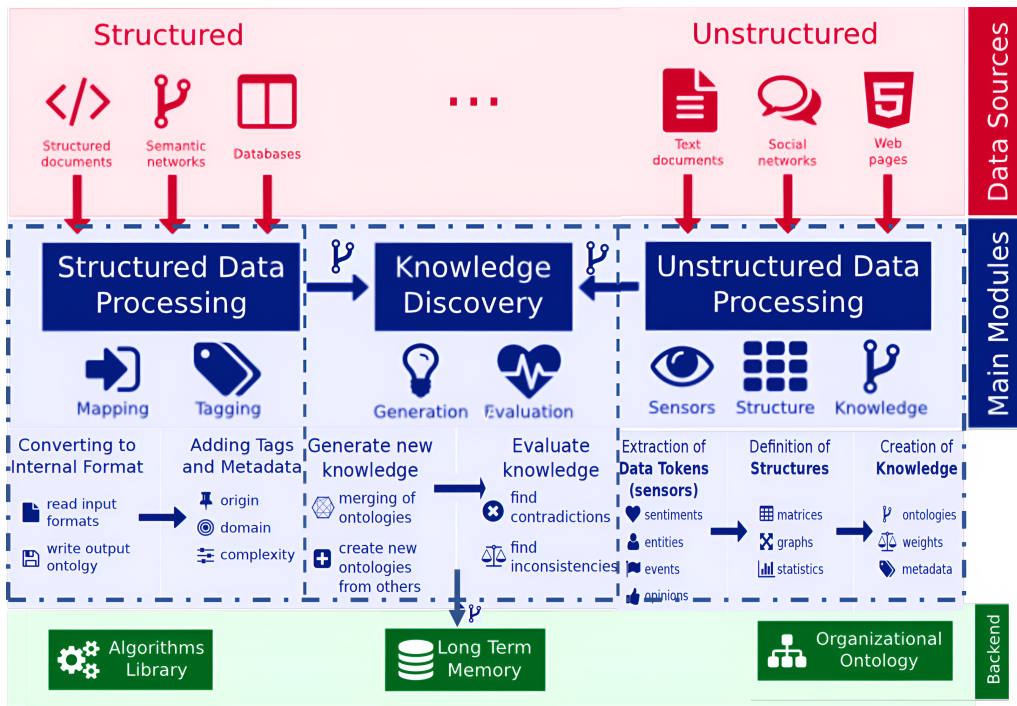 Structured
Unstructured
...
Structured
documents
Semantic
networks
Databases
Text
documents
Social
networks
Web
pages
5
Data Sources
Structured Data
Processing
Knowledge
Discovery
Unstructured Data
Processing
Mapping
Tagging
Generation
Evaluation
Sensors
Structure
Knowledge
Main Modules
Converting to
Internal Format
read input
formats
write output
ontolgy
Adding Tags
and Metadata
origin
domain
complexity
Generate new
knowledge
merging of
ontologies
create new
ontologies
from others
Evaluate
knowledge
find
contradictions
find
inconsistencies
Extraction of
Data Tokens
(sensors)
sentiments
entities
events
opinions
Definition of
Structures
matrices
graphs
statistics
Creation of
Knowledge
ontologies
weights
metadata
Algorithms
Library
Long Term
Memory
Organizational
Ontology
Backend